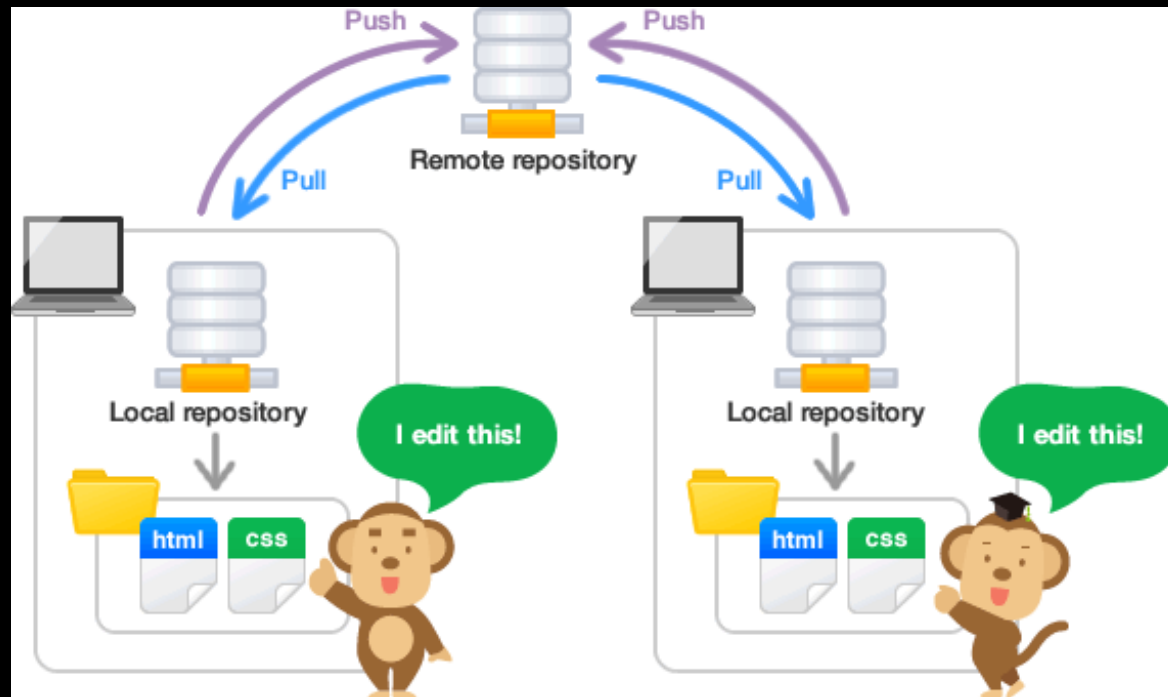 Push
Push
Remote repository
Pull
Pull
Local repository
Local repository
I edit this!
I edit this!
html
css
html
css